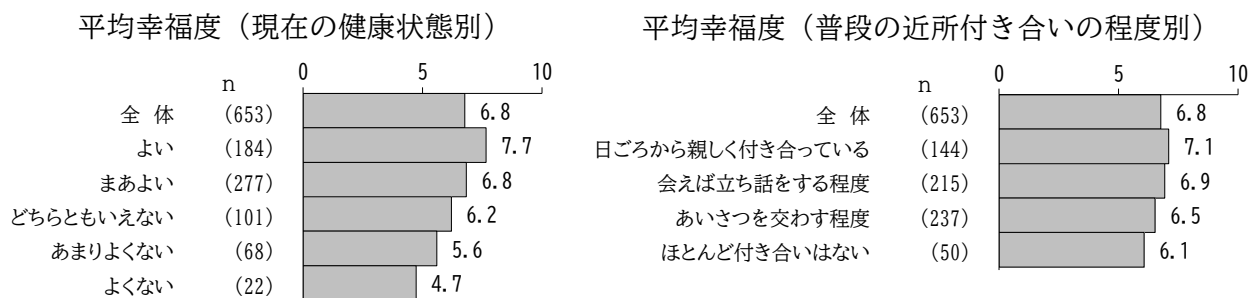 平均幸福度（現在の健康状態別）
n 0 5 10
全 体 (653) 6.8
よい (184) 7.7
まあよい (277) 6.8
どちらともいえない (101) 6.2
あまりよくない (68) 5.6
よくない (22) 4.7
平均幸福度（普段の近所付き合いの程度別）
n 0 5 10
全 体 (653) 6.8
日ごろから親しく付き合っている (144) 7.1
会えば立ち話をする程度 (215) 6.9
あいさつを交わす程度 (237) 6.5
ほとんど付き合いはない (50) 6.1